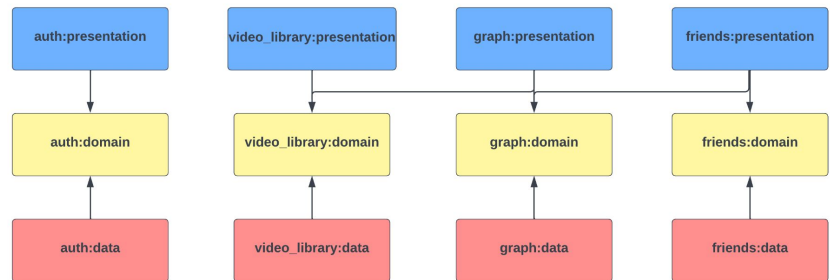 auth:presentation
video_library:presentation
graph:presentation
friends:presentation
auth:domain
video_library:domain
graph:domain
friends:domain
auth:data
video_library:data
graph:data
friends:data